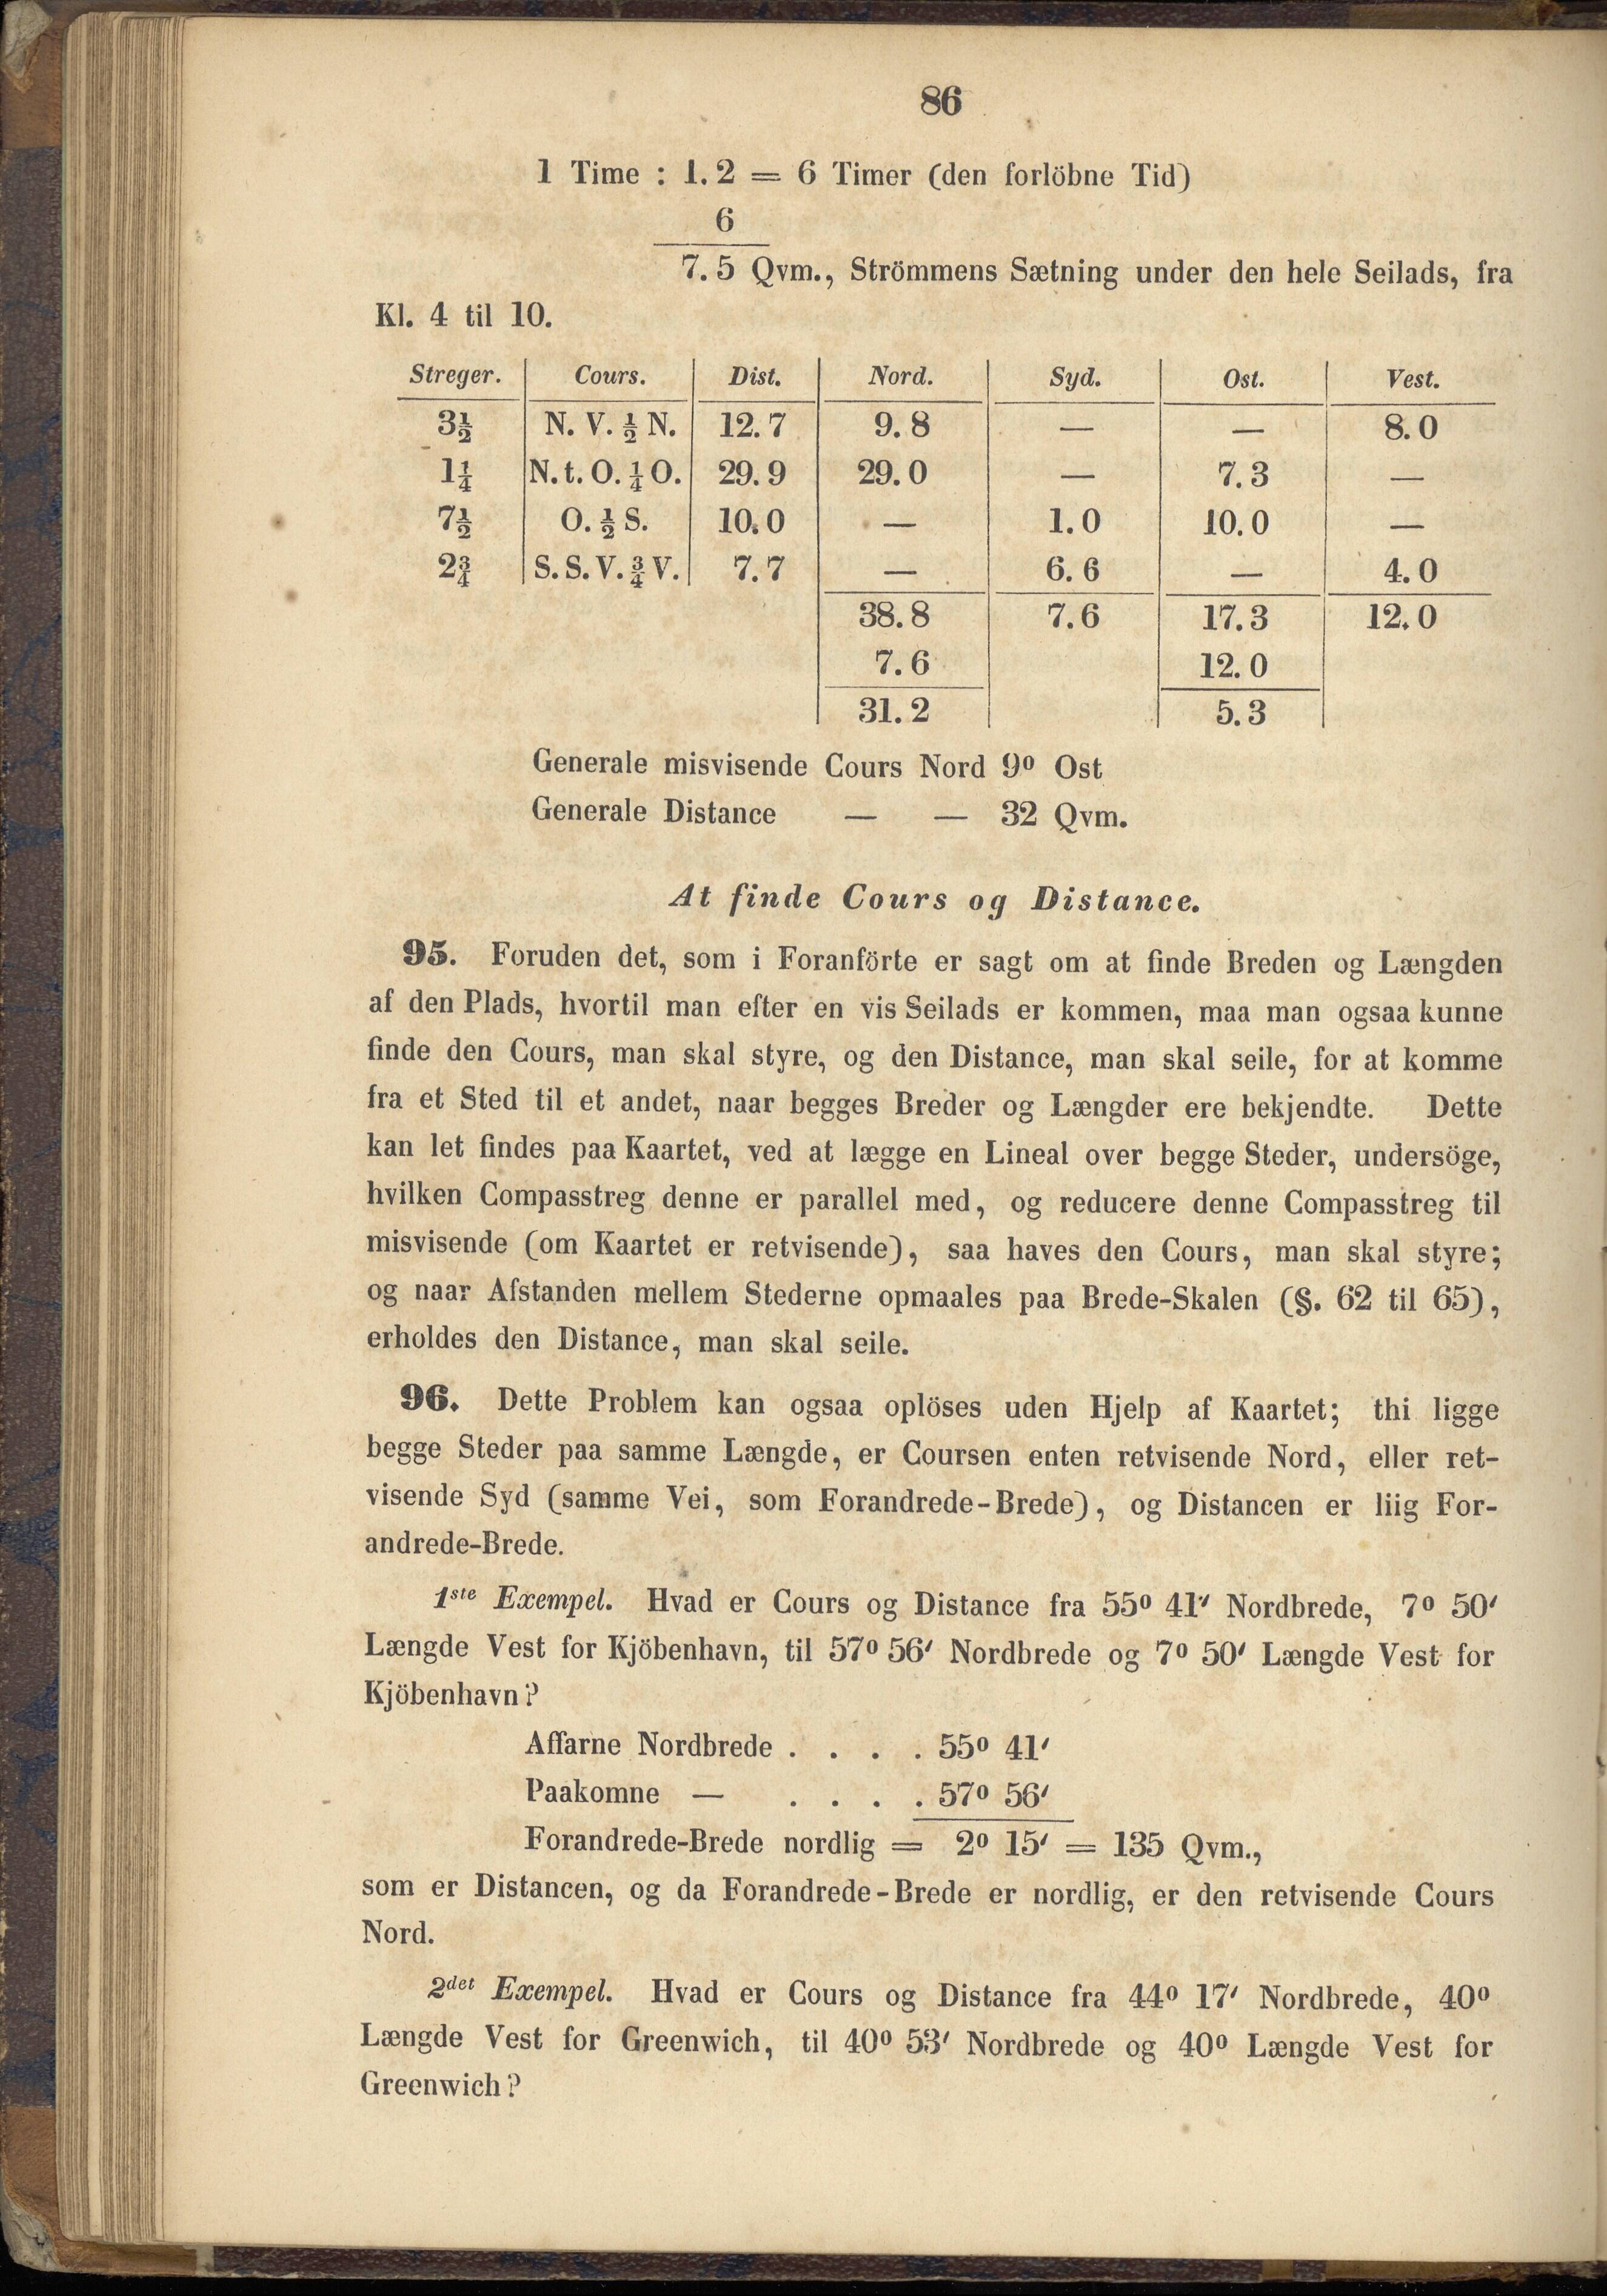 86
1 Time : 1.2 = 6 Timer (den forlöbne Tid)
6
7.5 Qvm., Strömmens Sætning under den hele Seilads, fra
Kl. 4 til 10.
Streger. Cours. Dist. Nord. Syd. Ost. Vest.
3½ N. V. ½ N. 12.7 9.8 — — 8.0
1¼ N. t. O. ¼ O. 29.9 29.0 — 7.3 —
7½ O. ½ S. 10.0 — 1.0 10.0 —
2¾ S. S. V. ¾ V. 7.7 — 6.6 — 4.0
38.8 7.6 17.3 12.0
7.6 12.0
31.2 5.3
Generale misvisende Cours Nord 9° Ost
Generale Distance — — 32 Qvm.
At finde Cours og Distance.
95. Foruden det, som i Foranförte er sagt om at finde Breden og Længden
af den Plads, hvortil man efter en vis Seilads er kommen, maa man ogsaa kunne
finde den Cours, man skal styre, og den Distance, man skal seile, for at komme
fra et Sted til et andet, naar begges Breder og Længder ere bekjendte. Dette
kan let findes paa Kaartet, ved at lægge en Lineal over begge Steder, undersöge,
hvilken Compasstreg denne er parallel med, og reducere denne Compasstreg til
misvisende (om Kaartet er retvisende), saa haves den Cours, man skal styre;
og naar Afstanden mellem Stederne opmaales paa Brede-Skalen (§. 62 til 65),
erholdes den Distance, man skal seile.
96. Dette Problem kan ogsaa oplöses uden Hjelp af Kaartet; thi ligge
begge Steder paa samme Længde, er Coursen enten retvisende Nord, eller ret-
visende Syd (samme Vei, som Forandrede-Brede), og Distancen er liig For-
andrede-Brede.
1ste Exempel. Hvad er Cours og Distance fra 55° 41′ Nordbrede, 7° 50′
Længde Vest for Kjöbenhavn, til 57° 56′ Nordbrede og 7° 50′ Længde Vest for
Kjöbenhavn?
Affarne Nordbrede . . . . 55° 41′
Paakomne — . . . . 57° 56′
Forandrede-Brede nordlig = 2° 15′ = 135 Qvm.,
som er Distancen, og da Forandrede-Brede er nordlig, er den retvisende Cours
Nord.
2det Exempel. Hvad er Cours og Distance fra 44° 17′ Nordbrede, 40°
Længde Vest for Greenwich, til 40° 53′ Nordbrede og 40° Længde Vest for
Greenwich?